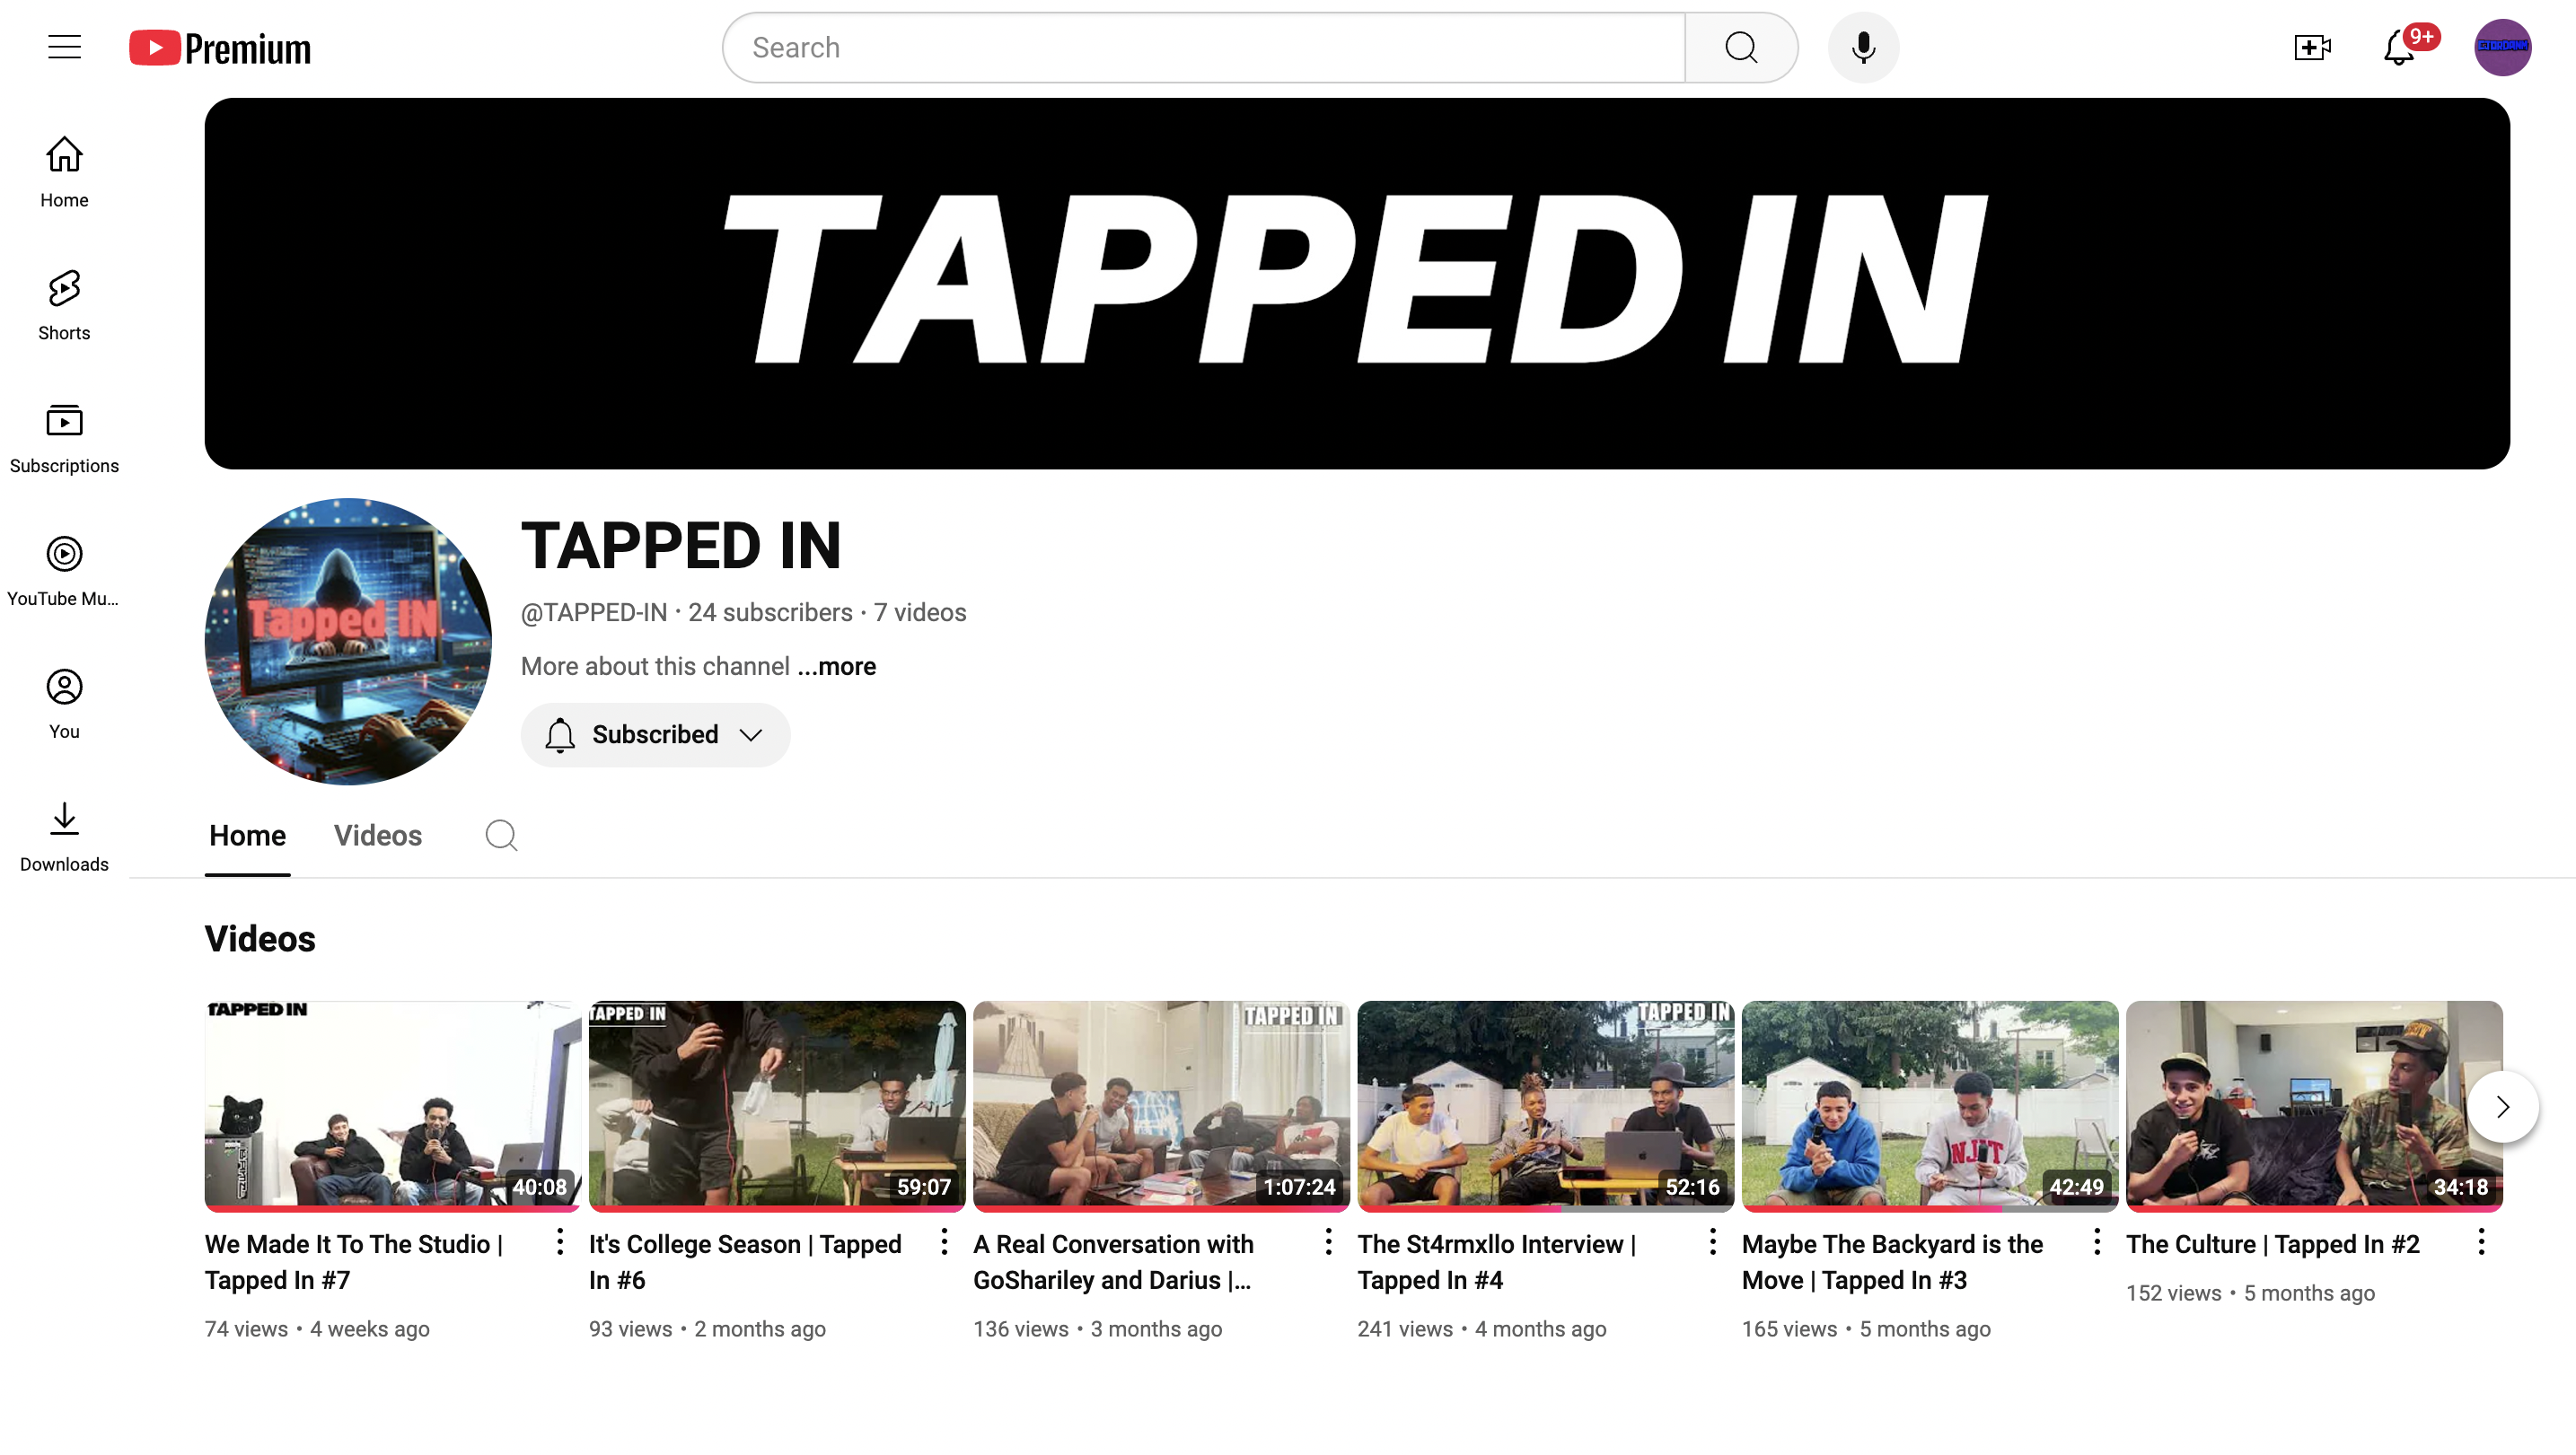 Premium
Search
9+
Home
Shorts
Subscriptions
YouTube Mu...
You
Downloads
TAPPED IN
Tapped IN
TAPPED IN
@TAPPED-IN · 24 subscribers · 7 videos
More about this channel ...more
Subscribed
Home
Videos
Videos
TAPPED IN
40:08
We Made It To The Studio |
Tapped In #7
74 views • 4 weeks ago
TAPPED IN
59:07
It's College Season | Tapped
In #6
93 views • 2 months ago
TAPPED IN
1:07:24
A Real Conversation with
GoShariley and Darius |...
136 views • 3 months ago
TAPPED IN
52:16
The St4rmxllo Interview |
Tapped In #4
241 views • 4 months ago
NJIT
42:49
Maybe The Backyard is the
Move | Tapped In #3
165 views • 5 months ago
34:18
The Culture | Tapped In #2
152 views • 5 months ago